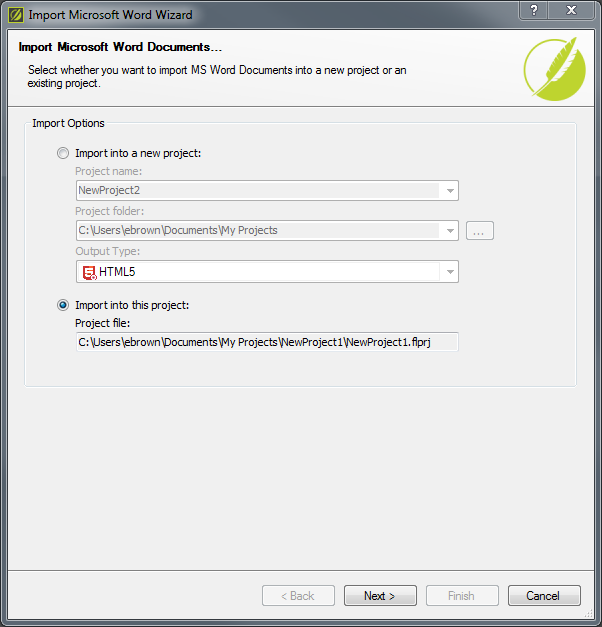 Import Microsoft Word Wizard
Import Microsoft Word Documents...
Select whether you want to import MS Word Documents into a new project or an
existing project.
Import Options
Import into a new project:
Project name:
NewProject2
Project folder:
C:\Users\ebrown\Documents\My Projects
...
Output Type:
HTML5
Import into this project:
Project file:
C:\Users\ebrown\Documents\My Projects\NewProject1\NewProject1.flprj
< Back
Next >
Finish
Cancel